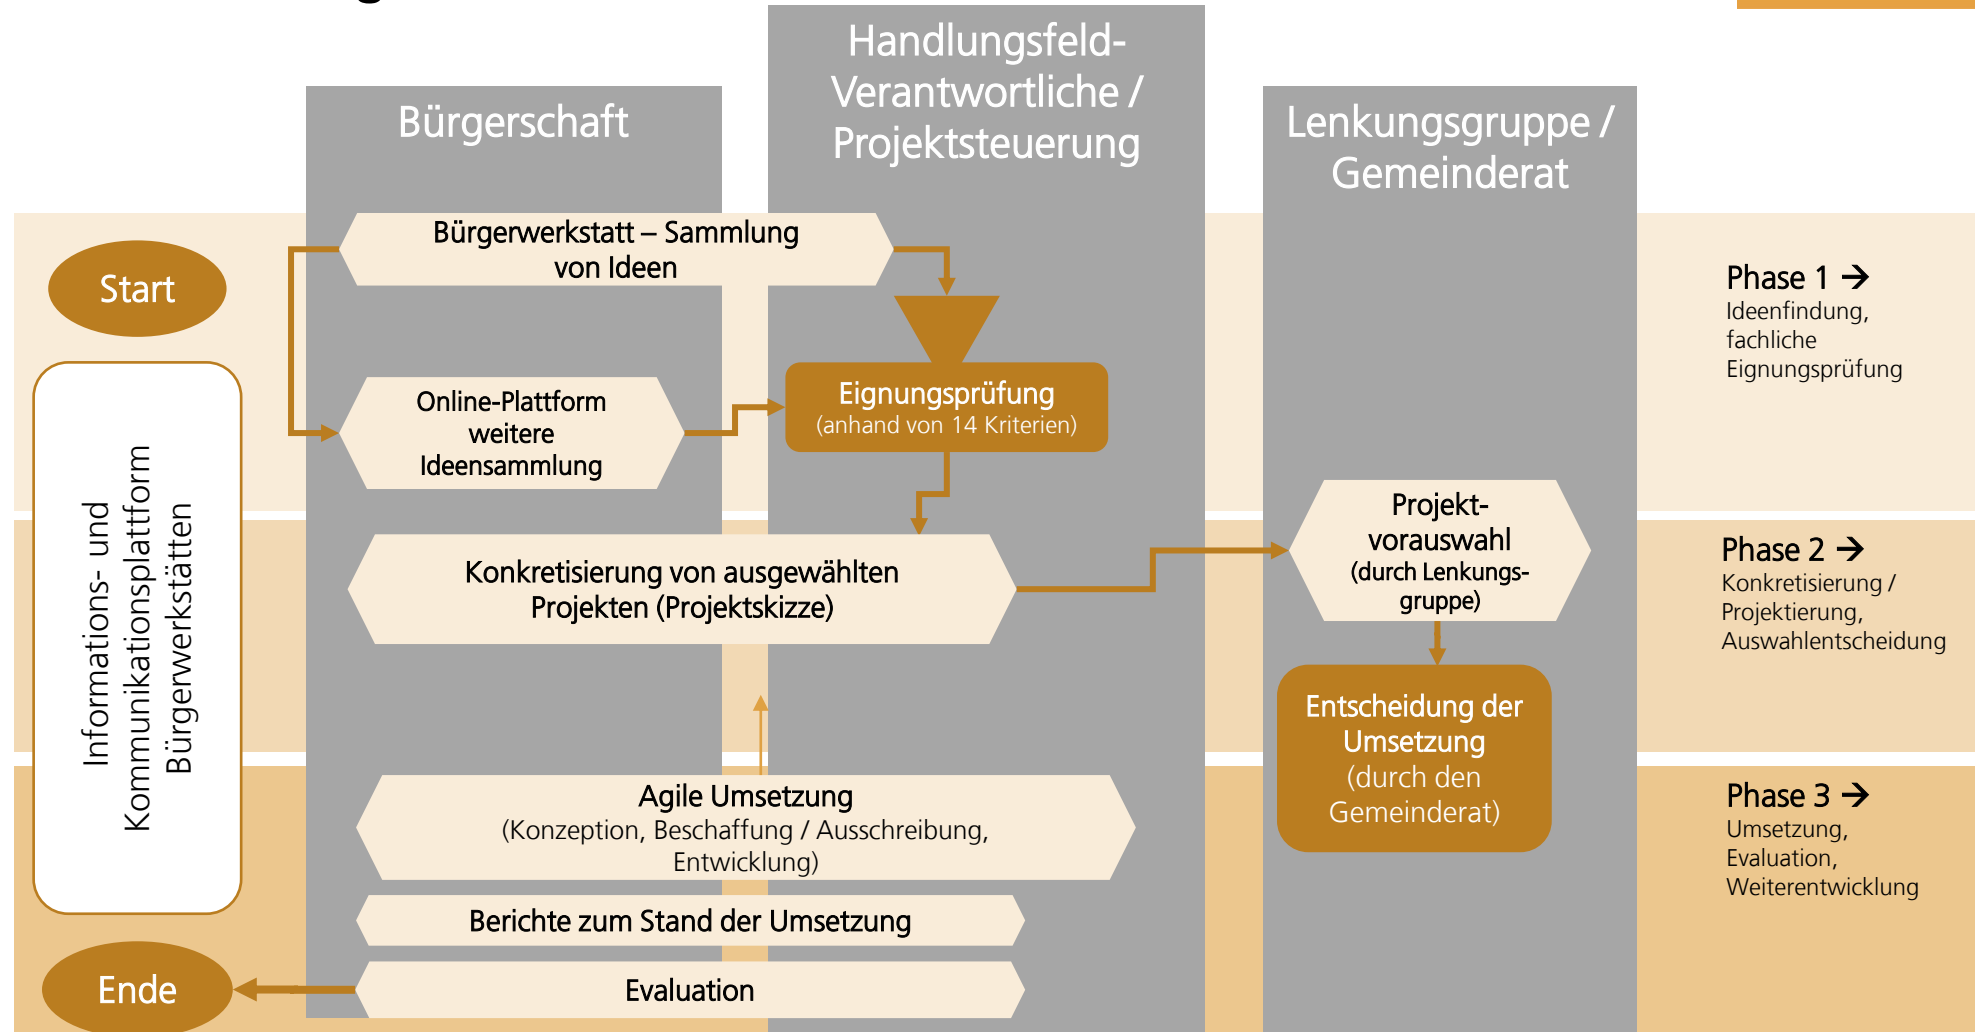 Bürgerschaft
Handlungsfeld-
Verantwortliche /
Projektsteuerung
Lenkungsgruppe /
Gemeinderat
Start
Bürgerwerkstatt – Sammlung
von Ideen
Phase 1 →
Ideenfindung,
fachliche
Eignungsprüfung
Online-Plattform
weitere
Ideensammlung
Eignungsprüfung
(anhand von 14 Kriterien)
Informations- und
Kommunikationsplattform
Bürgerwerkstätten
Konkretisierung von ausgewählten
Projekten (Projektskizze)
Projekt-
vorauswahl
(durch Lenkungs-
gruppe)
Phase 2 →
Konkretisierung /
Projektierung,
Auswahlentscheidung
Entscheidung der
Umsetzung
(durch den
Gemeinderat)
Agile Umsetzung
(Konzeption, Beschaffung / Ausschreibung,
Entwicklung)
Phase 3 →
Umsetzung,
Evaluation,
Weiterentwicklung
Berichte zum Stand der Umsetzung
Evaluation
Ende